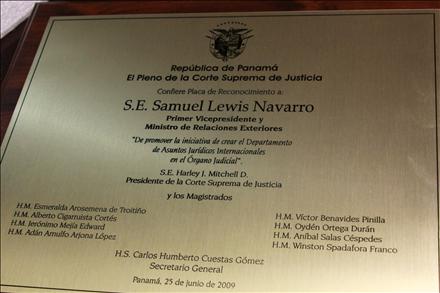 República de Panamá
El Pleno de la Corte Suprema de Justicia
Confiere Placa de Reconocimiento a:
S.E. Samuel Lewis Navarro
Primer Vicepresidente y
Ministro de Relaciones Exteriores
"De promover la iniciativa de crear el Departamento
de Asuntos Jurídicos Internacionales
en el Órgano Judicial".
S.E. Harley J. Mitchell D.
Presidente de la Corte Suprema de Justicia
y los Magistrados
H.M. Esmeralda Arosemena de Troitiño
H.M. Alberto Cigarruista Cortés
H.M. Jerónimo Mejía Edward
H.M. Adán Arnulfo Arjona López
H.M. Víctor Benavides Pinilla
H.M. Oydén Ortega Durán
H.M. Aníbal Salas Céspedes
H.M. Winston Spadafora Franco
H.S. Carlos Humberto Cuestas Gómez
Secretario General
Panamá, 25 de junio de 2009